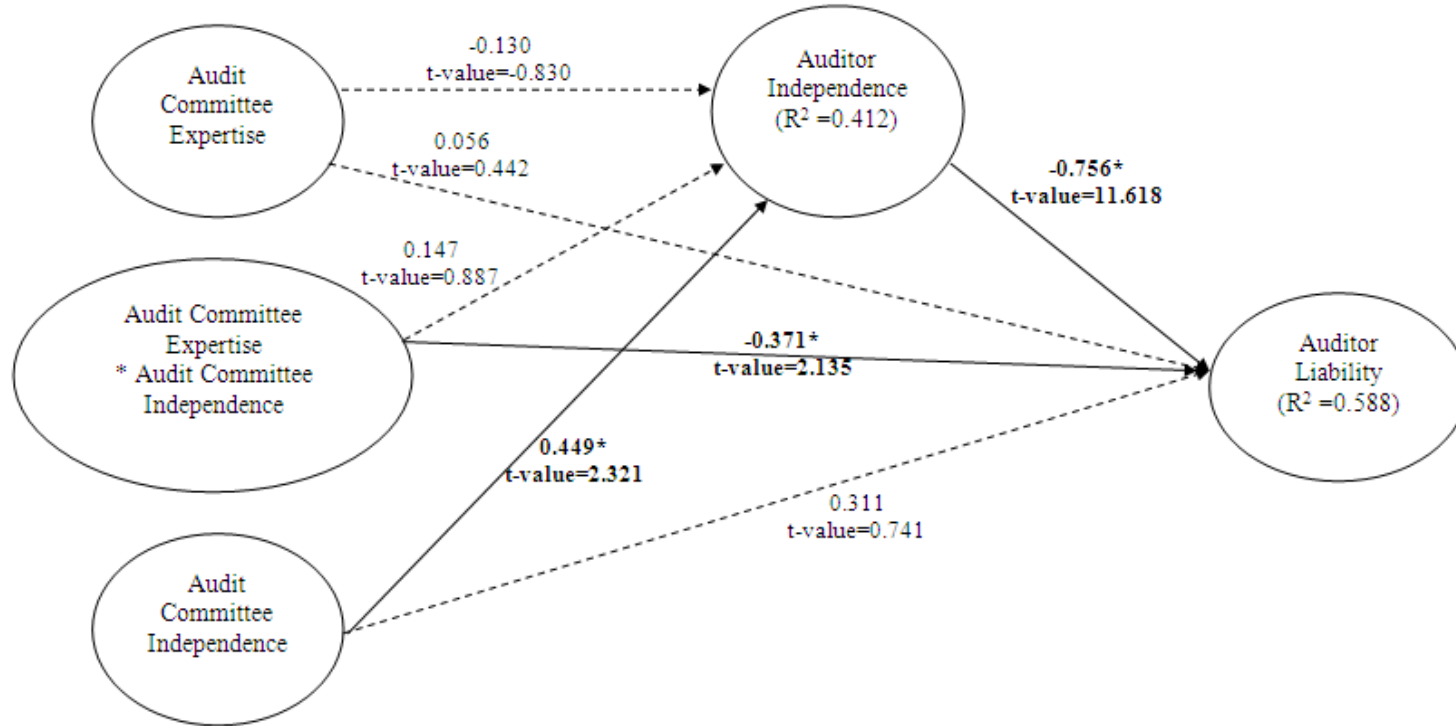 Audit
Committee
Expertise
-0.130
t-value=-0.830
Auditor
Independence
(R² =0.412)
0.056
t-value=0.442
-0.756*
t-value=11.618
0.147
t-value=0.887
Audit Committee
Expertise
* Audit Committee
Independence
-0.371*
t-value=2.135
Auditor
Liability
(R² =0.588)
0.449*
t-value=2.321
0.311
t-value=0.741
Audit
Committee
Independence